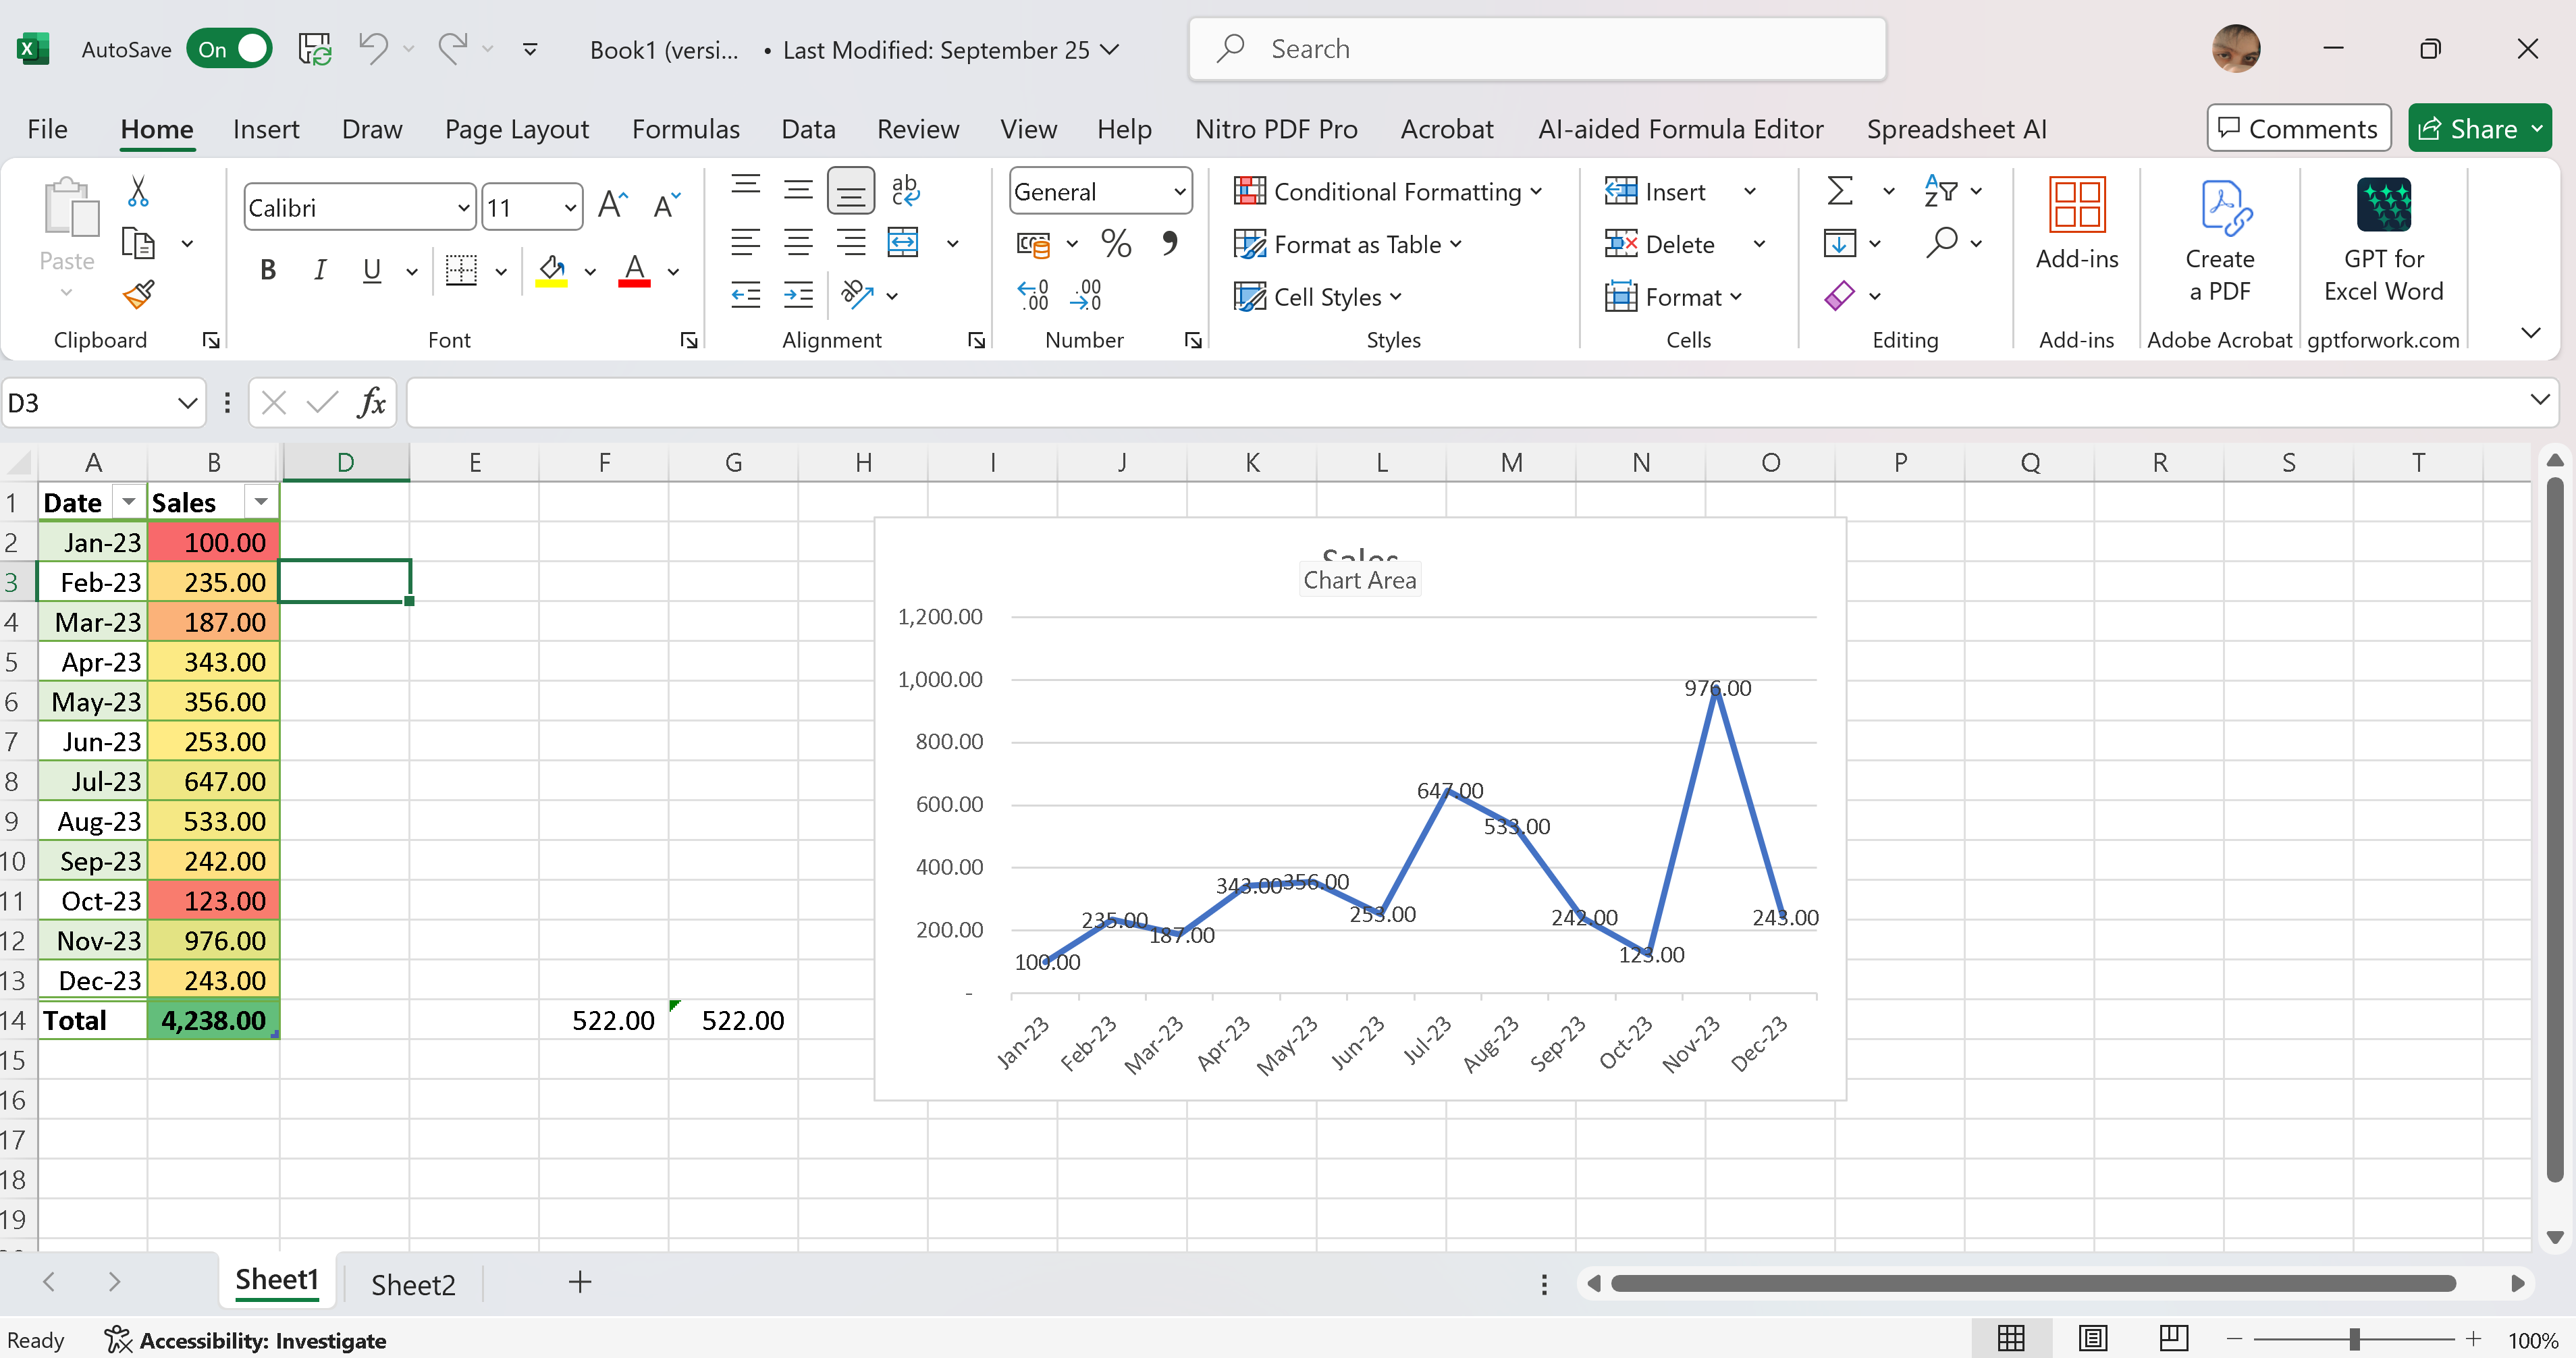 AutoSave On Book1 (versi... • Last Modified: September 25 Search
File Home Insert Draw Page Layout Formulas Data Review View Help Nitro PDF Pro Acrobat AI-aided Formula Editor Spreadsheet AI Comments Share
Paste
Clipboard
Calibri 11
B I U A
Font
ab
Alignment
General
% 9
Number
Conditional Formatting
Format as Table
Cell Styles
Styles
Insert
Delete
Format
Cells
Editing
Add-ins
Add-ins
Create
a PDF
Adobe Acrobat
GPT for
Excel Word
gptforwork.com
D3 fx
A B D E F G H I J K L M N O P Q R S T
1 Date Sales
2 Jan-23 100.00
3 Feb-23 235.00
4 Mar-23 187.00
5 Apr-23 343.00
6 May-23 356.00
7 Jun-23 253.00
8 Jul-23 647.00
9 Aug-23 533.00
10 Sep-23 242.00
11 Oct-23 123.00
12 Nov-23 976.00
13 Dec-23 243.00
14 Total 4,238.00 522.00 522.00
15
16
17
18
19
Sales
Chart Area
1,200.00
1,000.00
800.00
600.00
400.00
200.00
-
100.00 235.00 187.00 343.00 356.00 253.00 647.00 533.00 242.00 123.00 976.00 243.00
Jan-23 Feb-23 Mar-23 Apr-23 May-23 Jun-23 Jul-23 Aug-23 Sep-23 Oct-23 Nov-23 Dec-23
Sheet1 Sheet2
Ready Accessibility: Investigate 100%